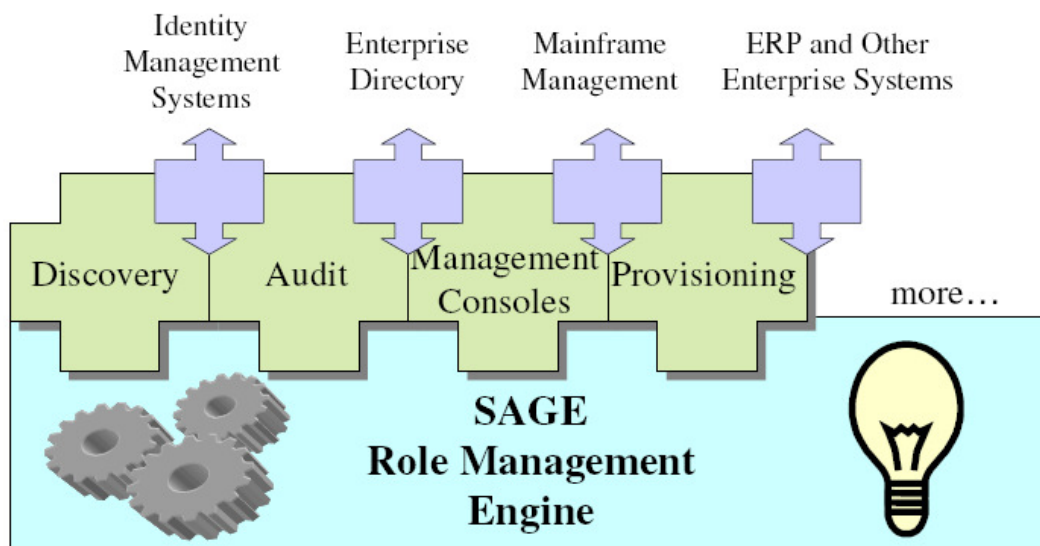 Identity
Management
Systems
Enterprise
Directory
Mainframe
Management
ERP and Other
Enterprise Systems
Discovery
Audit
Management
Consoles
Provisioning
more…
SAGE
Role Management
Engine